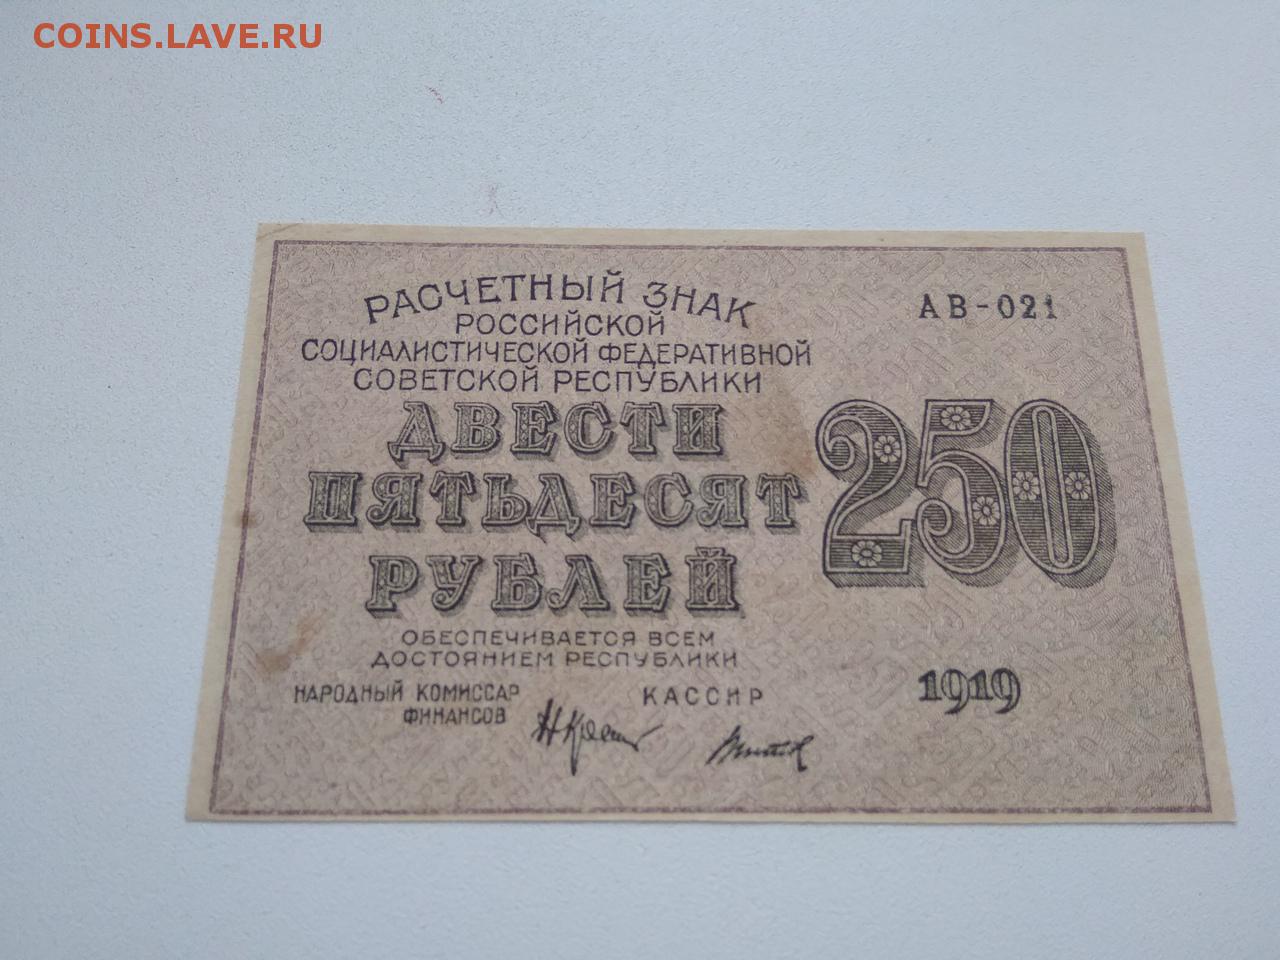 COINS.LAVE.RU
РАСЧЕТНЫЙ ЗНАК
РОССИЙСКОЙ
СОЦИАЛИСТИЧЕСКОЙ ФЕДЕРАТИВНОЙ
СОВЕТСКОЙ РЕСПУБЛИКИ
АВ-021
ДВЕСТИ
ПЯТЬДЕСЯТ
РУБЛЕЙ
250
ОБЕСПЕЧИВАЕТСЯ ВСЕМ
ДОСТОЯНИЕМ РЕСПУБЛИКИ
НАРОДНЫЙ КОМИССАР
ФИНАНСОВ
КАССИР
1919